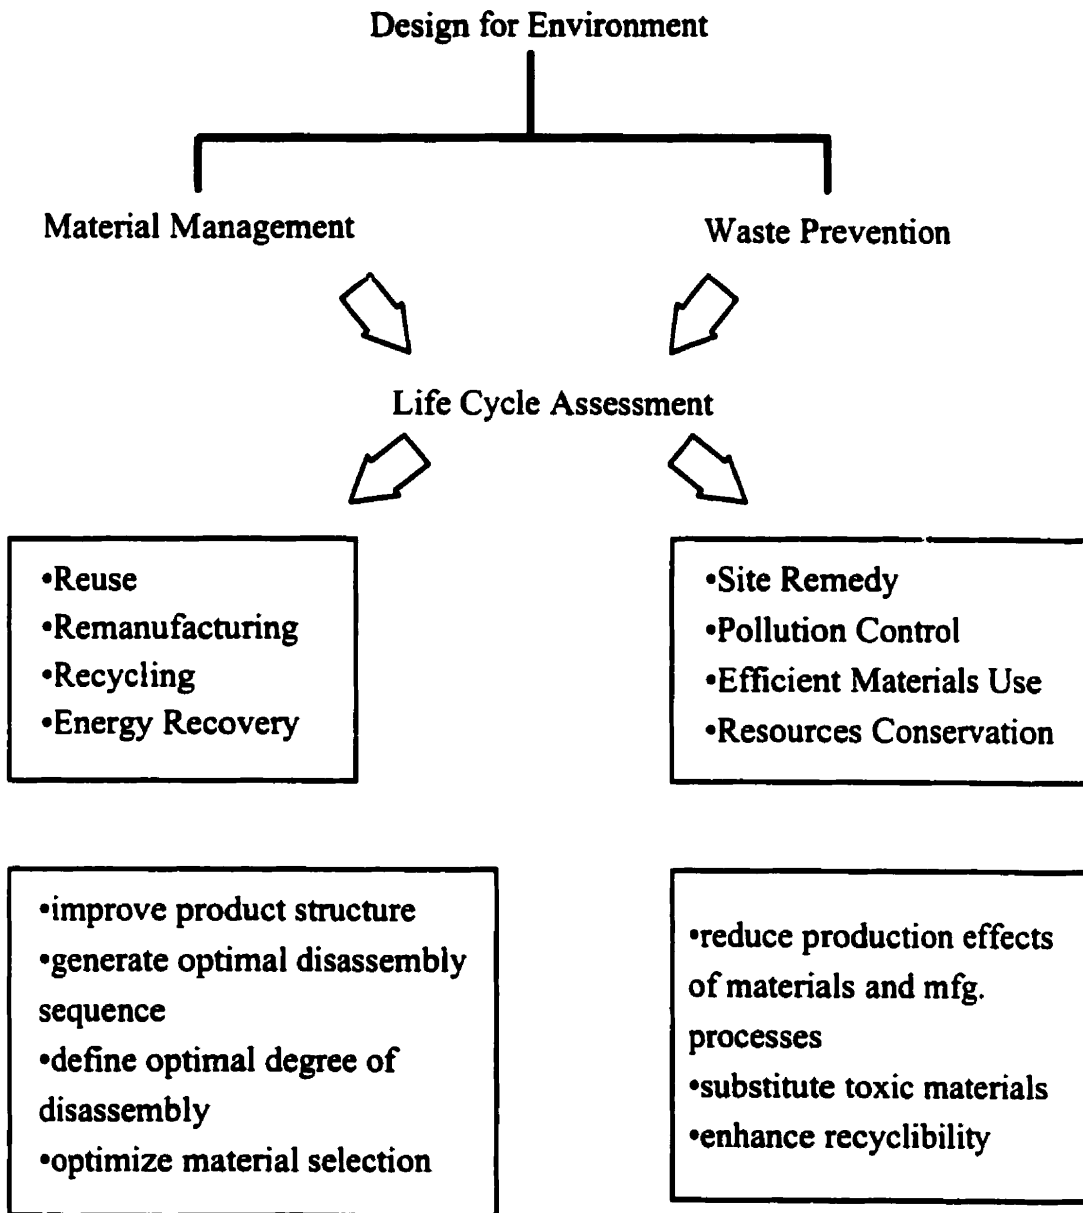 Design for Environment
Material Management
Waste Prevention
Life Cycle Assessment
•Reuse
•Remanufacturing
•Recycling
•Energy Recovery
•Site Remedy
•Pollution Control
•Efficient Materials Use
•Resources Conservation
•improve product structure
•generate optimal disassembly
sequence
•define optimal degree of
disassembly
•optimize material selection
•reduce production effects
of materials and mfg.
processes
•substitute toxic materials
•enhance recyclibility